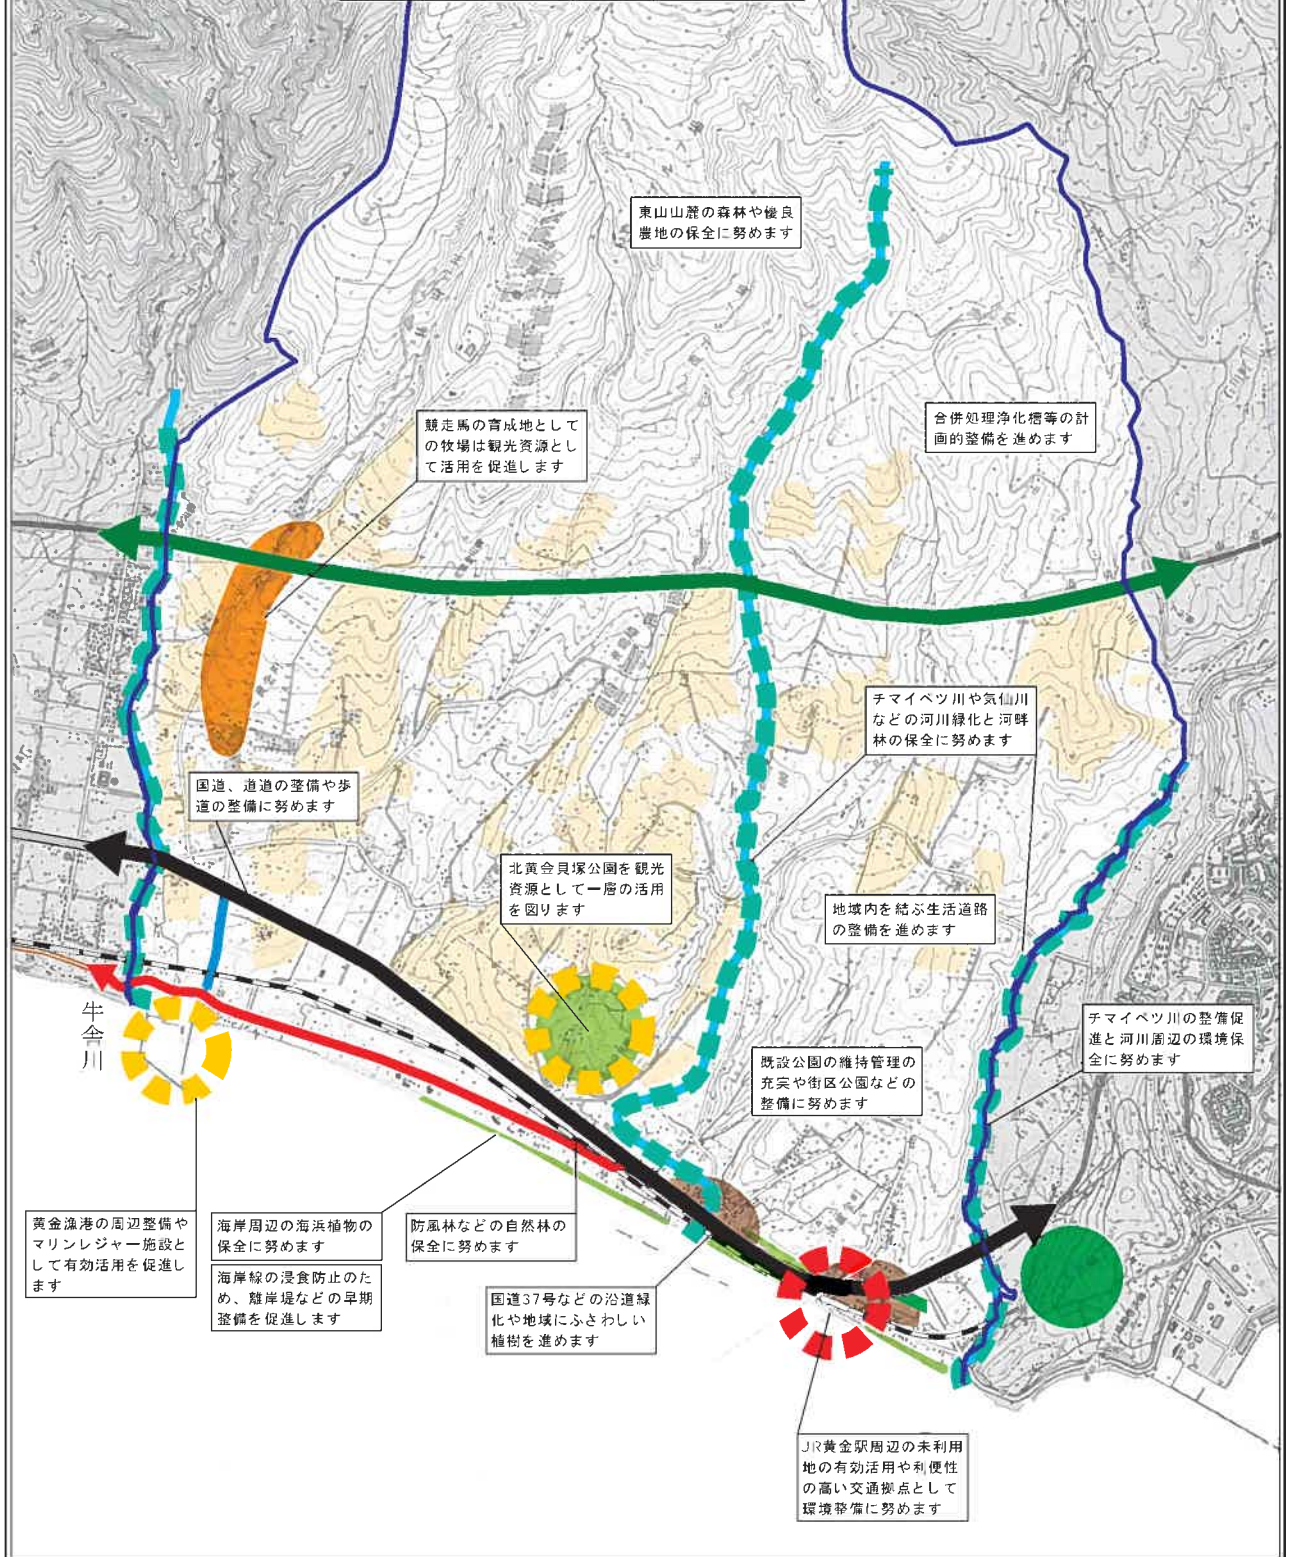 東山山麓の森林や優良
農地の保全に努めます
競走馬の育成地として
の牧場は観光資源とし
て活用を促進します
合併処理浄化槽等の計
画的整備を進めます
チマイベツ川や気仙川
などの河川緑化と河畔
林の保全に努めます
国道、道道の整備や歩
道の整備に努めます
北黄金貝塚公園を観光
資源として一層の活用
を図ります
地域内を結ぶ生活道路
の整備を進めます
牛舎川
チマイベツ川の整備促
進と河川周辺の環境保
全に努めます
既設公園の維持管理の
充実や街区公園などの
整備に努めます
黄金漁港の周辺整備や
マリンレジャー施設と
して有効活用を促進し
ます
海岸周辺の海浜植物の
保全に努めます
防風林などの自然林の
保全に努めます
海岸線の浸食防止のた
め、離岸堤などの早期
整備を促進します
国道37号などの沿道緑
化や地域にふさわしい
植樹を進めます
JR黄金駅周辺の未利用
地の有効活用や利便性
の高い交通拠点として
環境整備に努めます